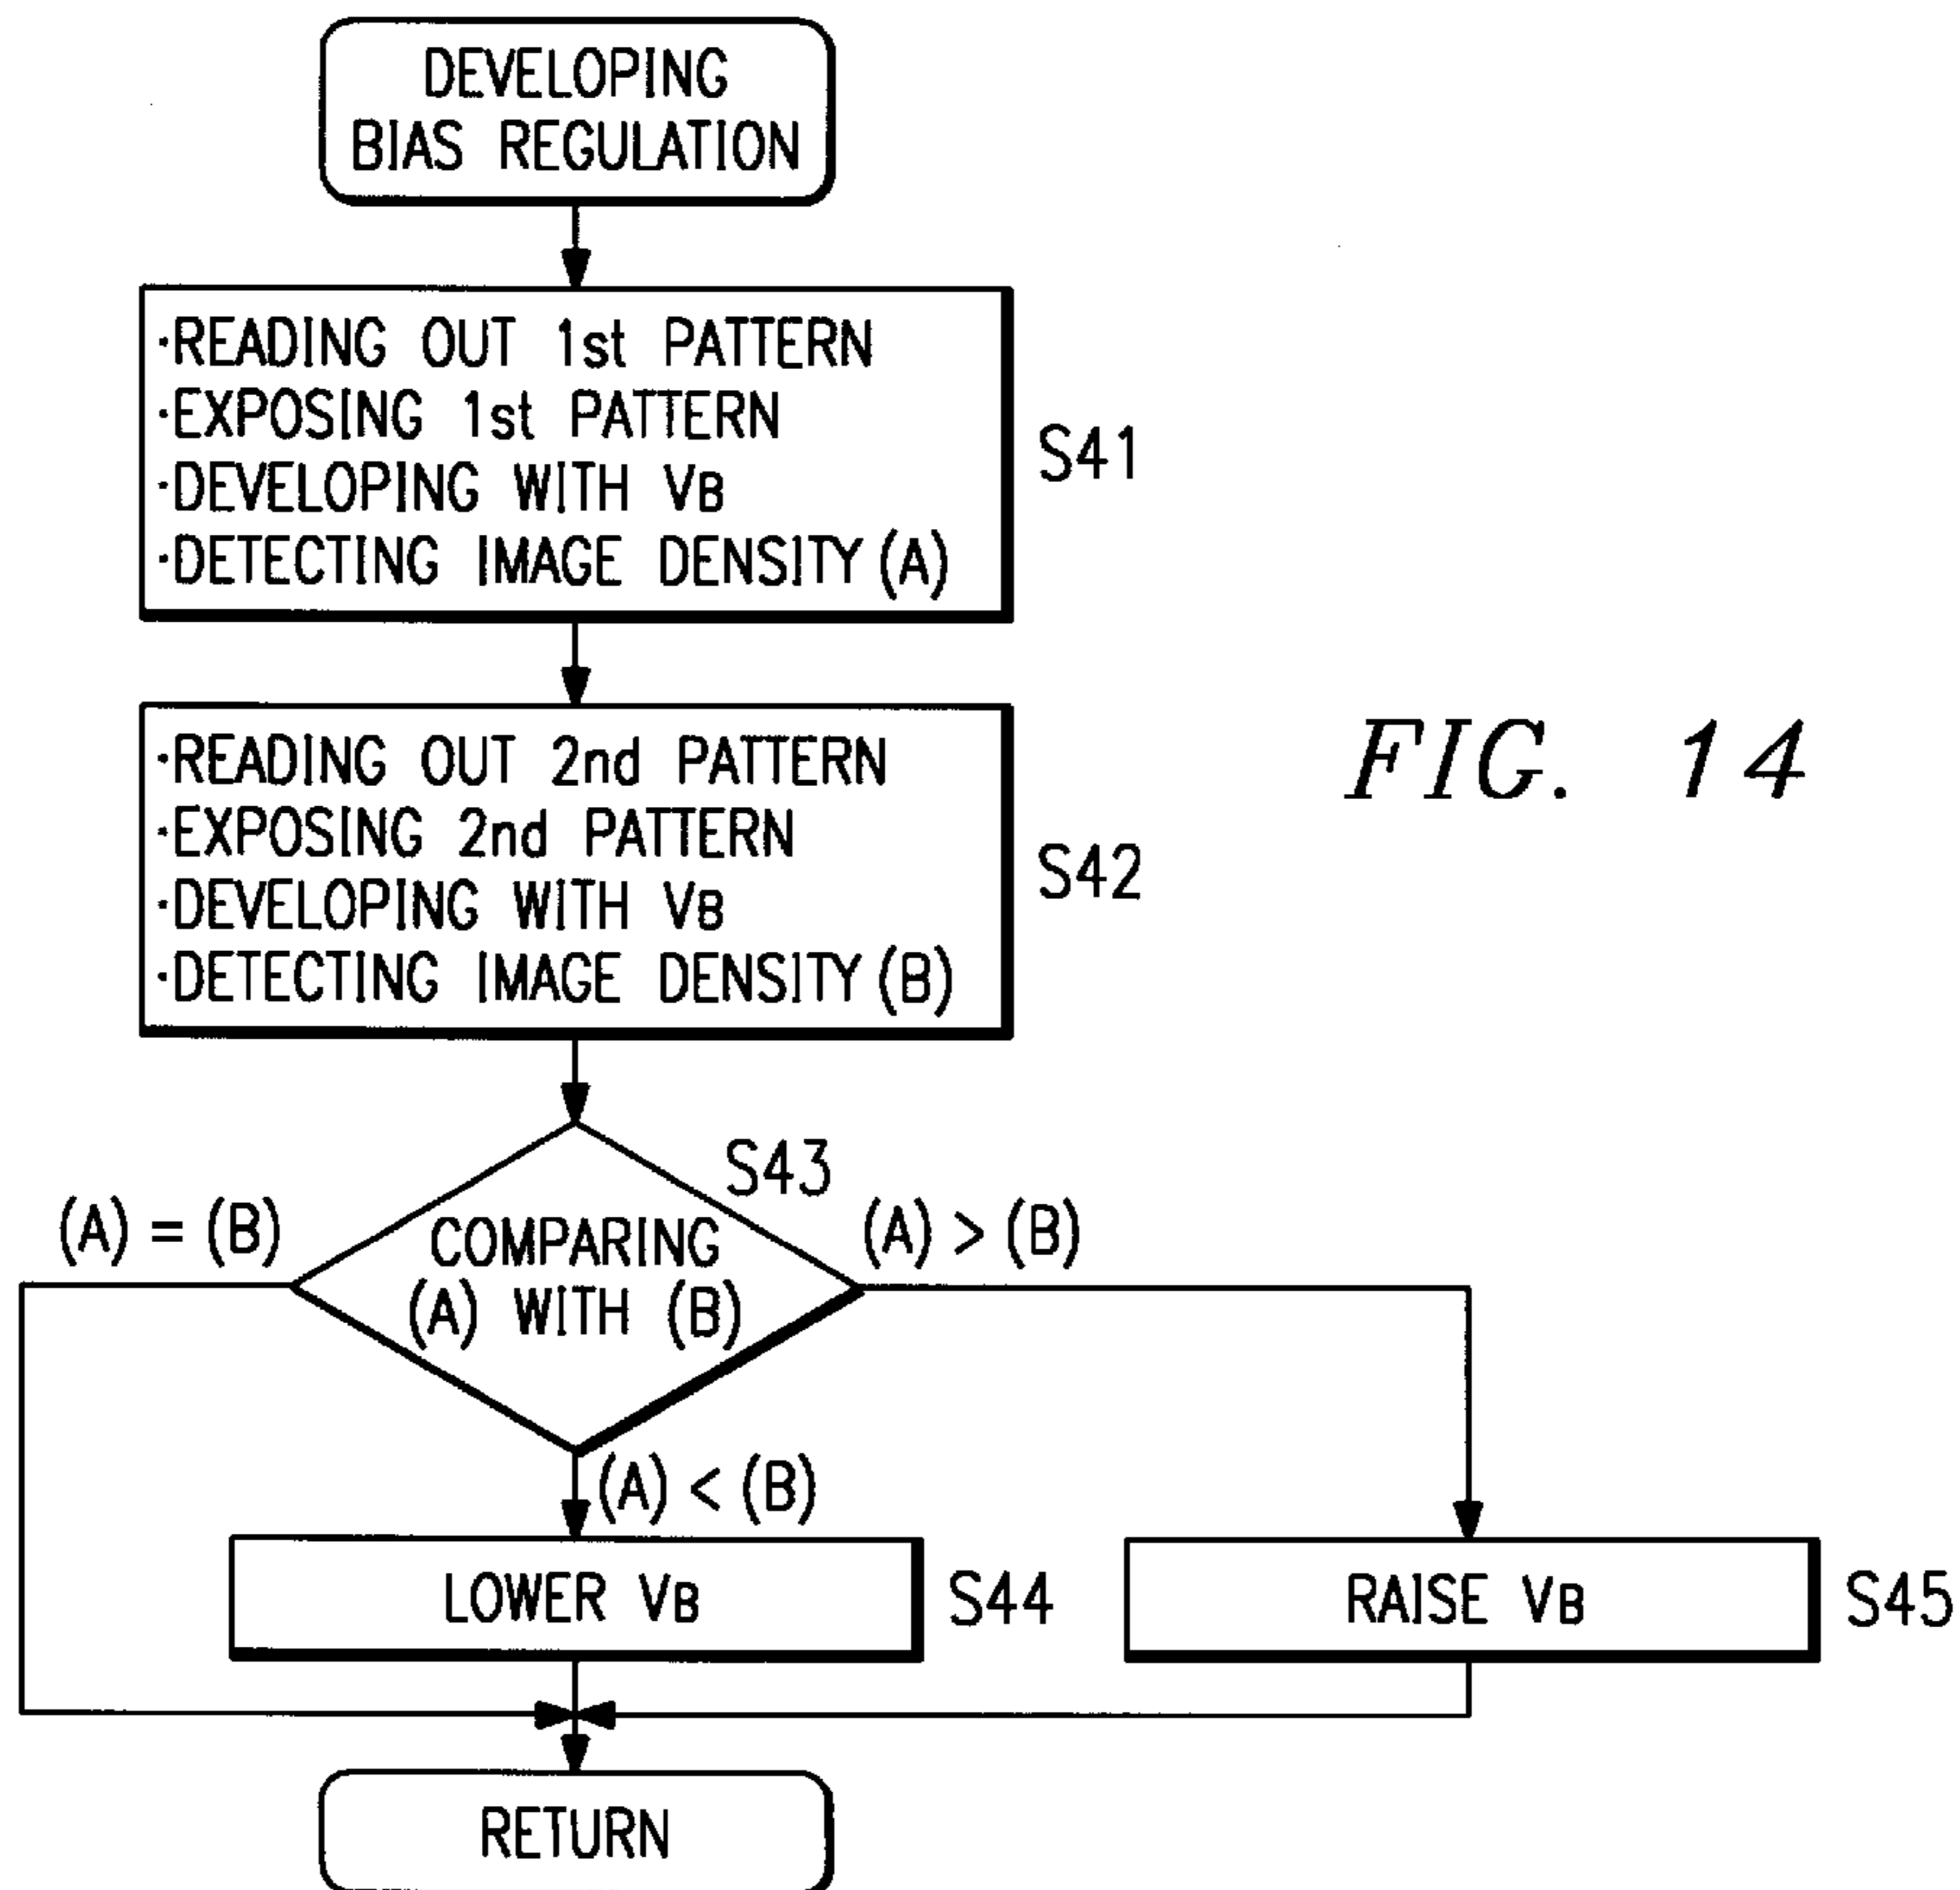 DEVELOPING
BIAS REGULATION
·READING OUT 1st PATTERN
·EXPOSING 1st PATTERN
·DEVELOPING WITH VB
·DETECTING IMAGE DENSITY (A)
S41
·READING OUT 2nd PATTERN
·EXPOSING 2nd PATTERN
·DEVELOPING WITH VB
·DETECTING IMAGE DENSITY (B)
S42
FIG. 14
S43
(A) = (B)
COMPARING
(A) WITH (B)
(A) > (B)
(A) < (B)
LOWER VB
S44
RAISE VB
S45
RETURN